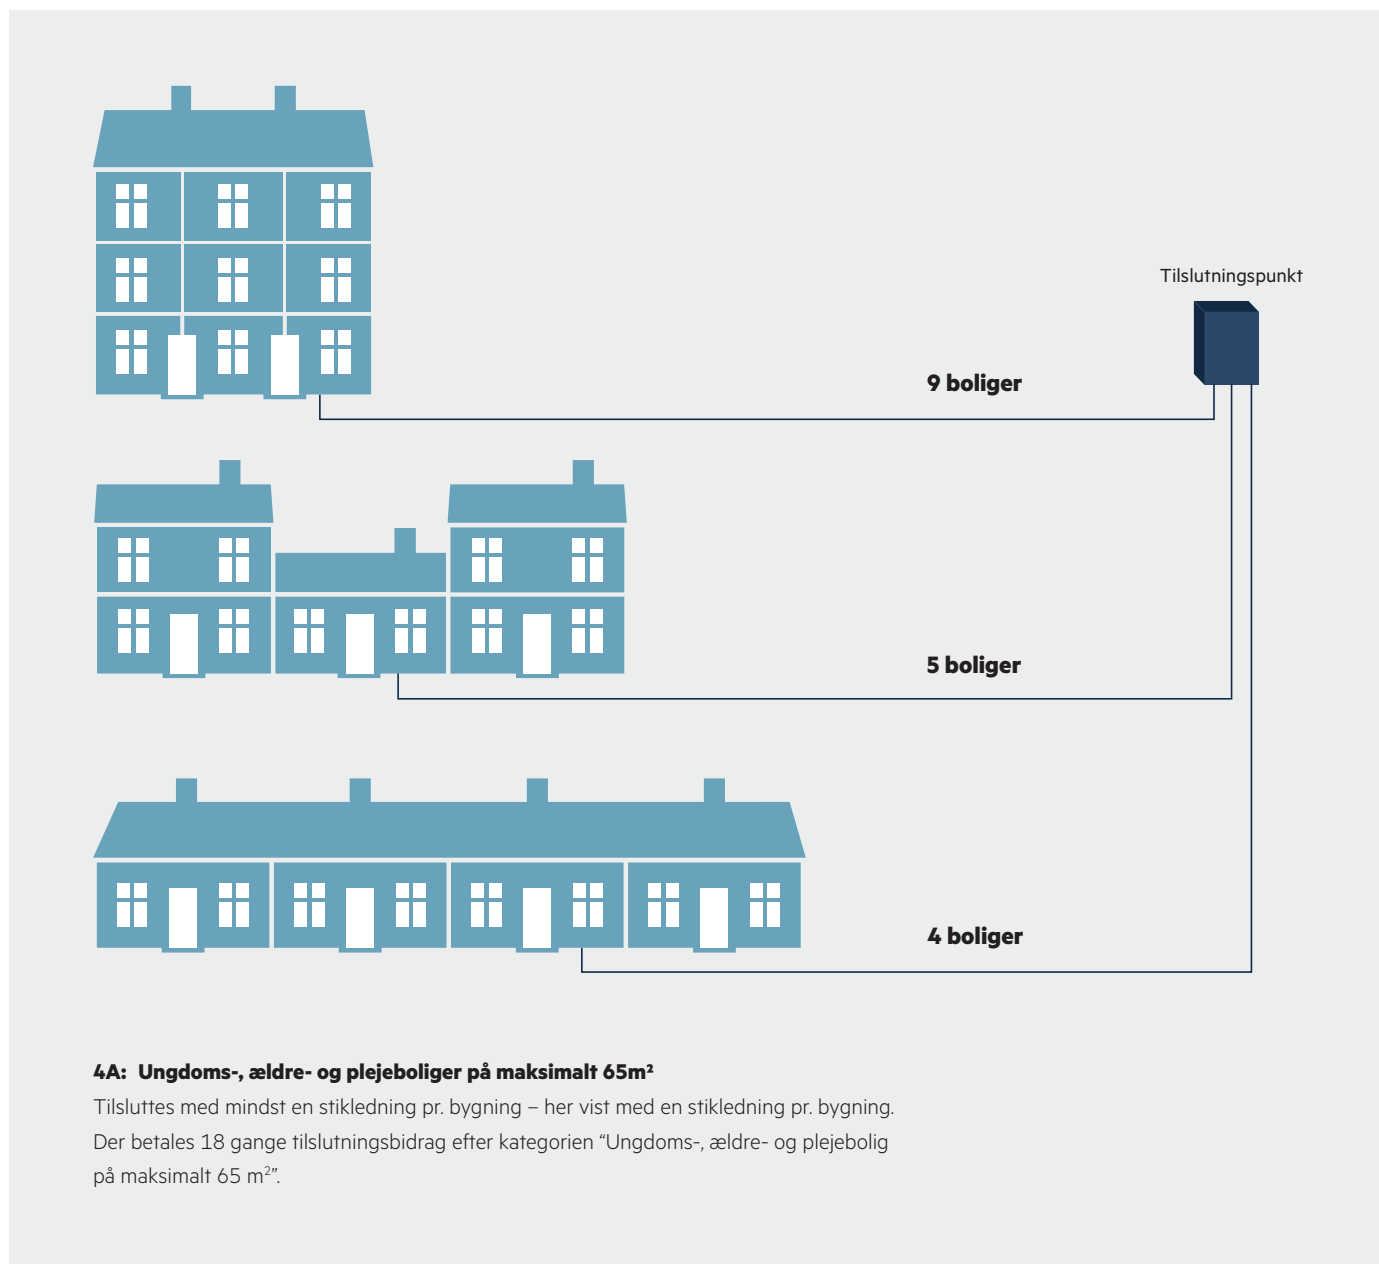 Tilslutningspunkt
9 boliger
5 boliger
4 boliger
4A: Ungdoms-, ældre- og plejeboliger på maksimalt 65m²
Tilsluttes med mindst en stikledning pr. bygning – her vist med en stikledning pr. bygning.
Der betales 18 gange tilslutningsbidrag efter kategorien “Ungdoms-, ældre- og plejebolig
på maksimalt 65 m²”.